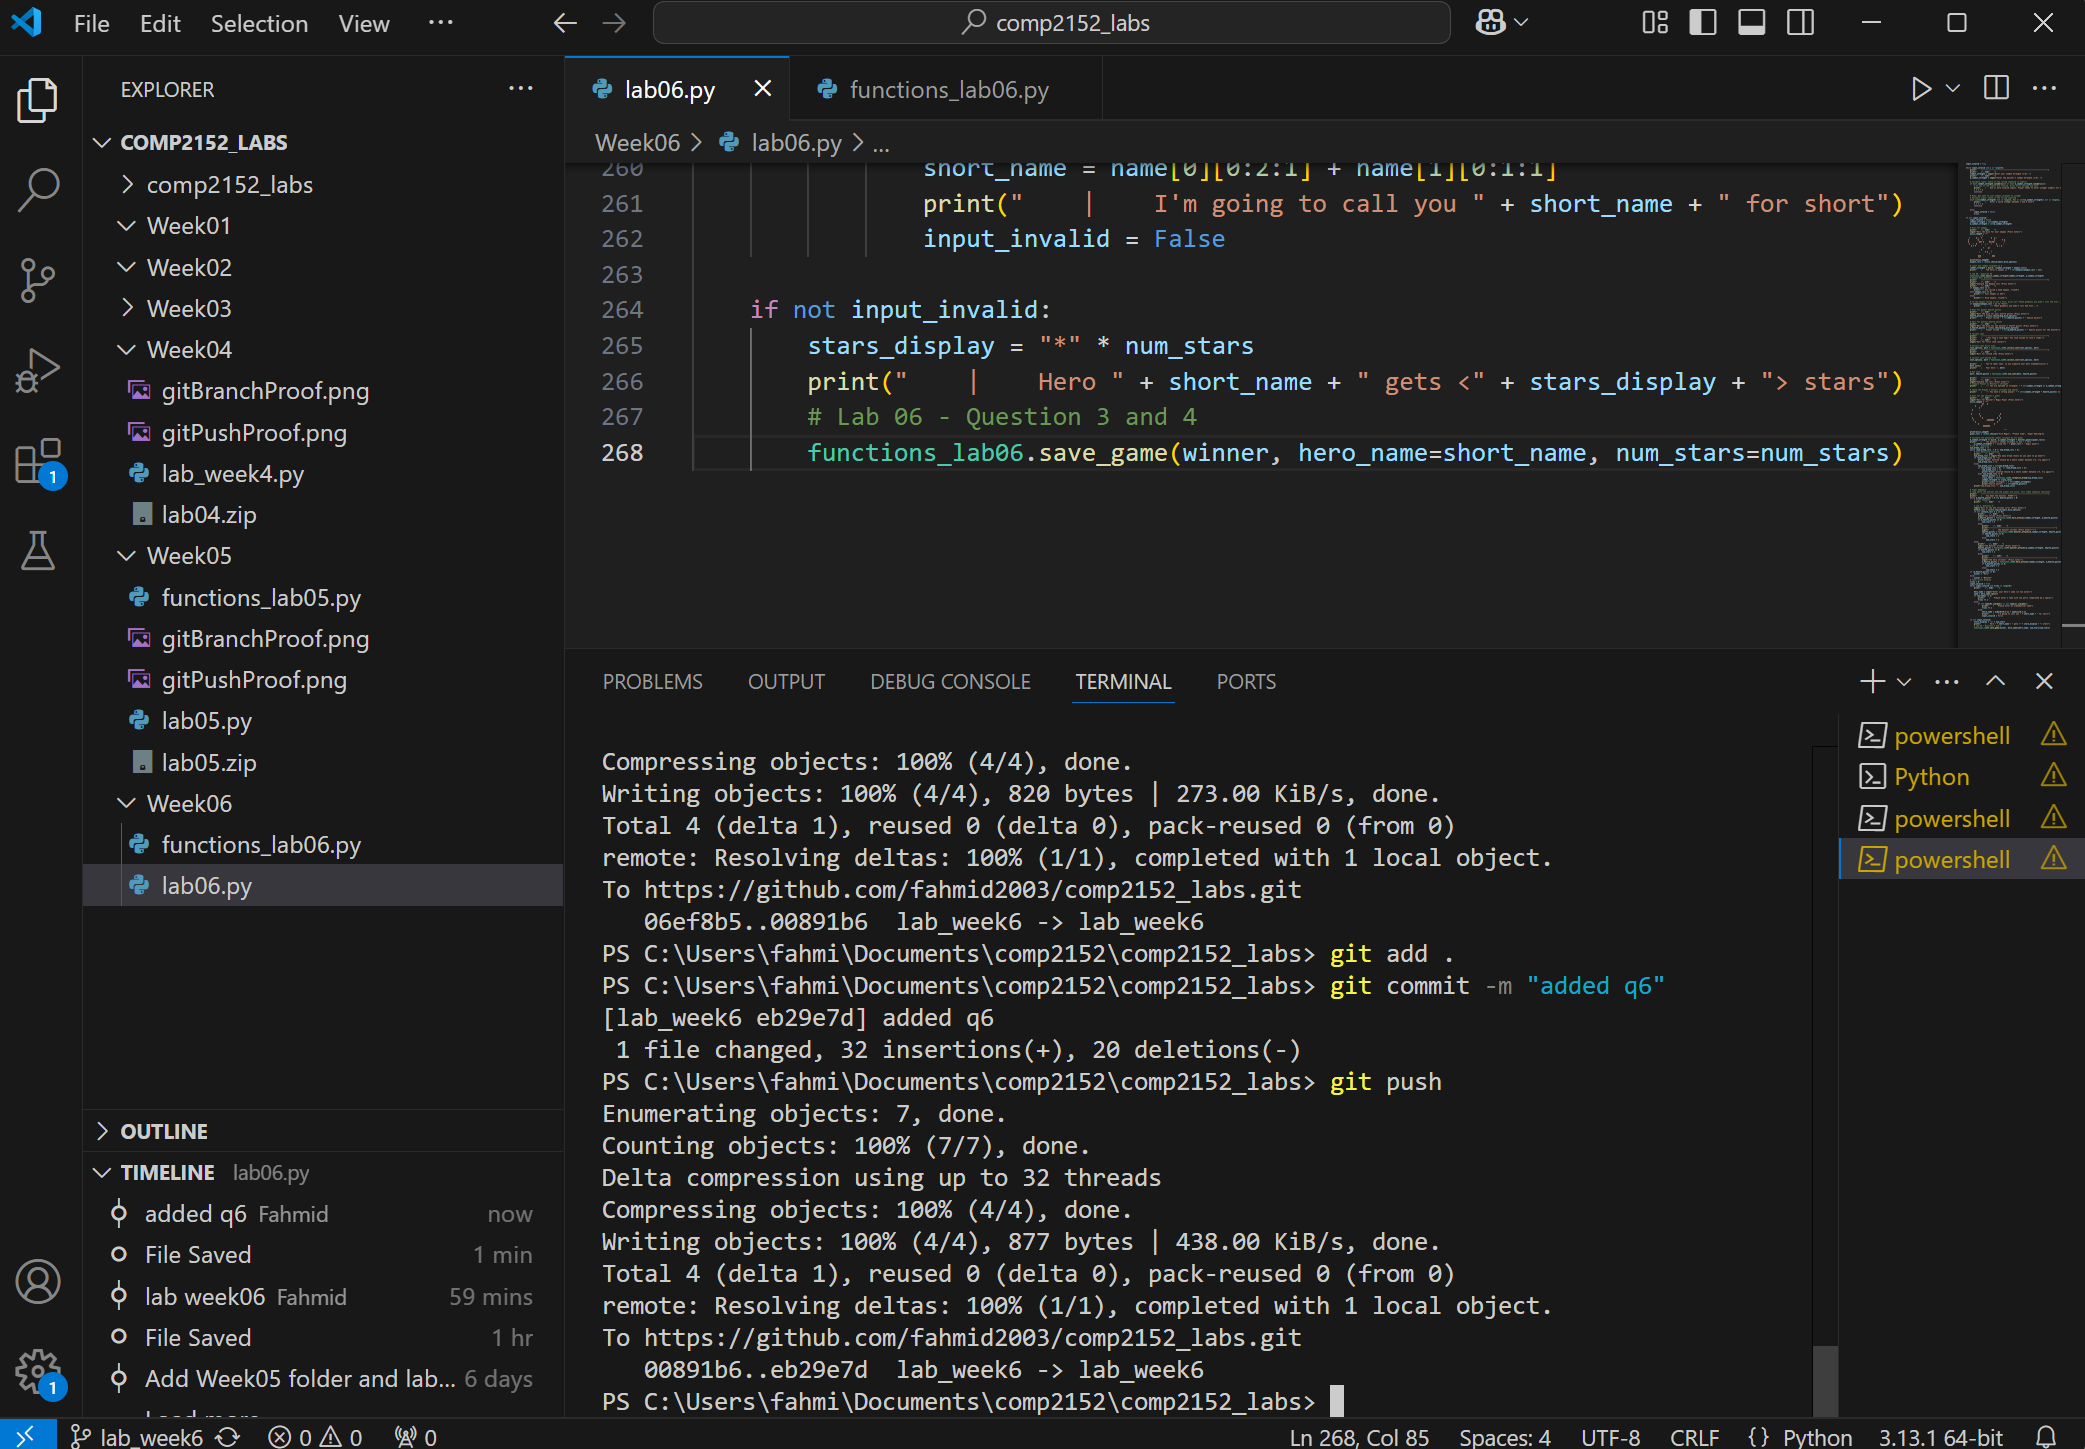 File Edit Selection View ··· comp2152_labs
EXPLORER ···
COMP2152_LABS
comp2152_labs
Week01
Week02
Week03
Week04
gitBranchProof.png
gitPushProof.png
lab_week4.py
lab04.zip
Week05
functions_lab05.py
gitBranchProof.png
gitPushProof.png
lab05.py
lab05.zip
Week06
functions_lab06.py
lab06.py
OUTLINE
TIMELINE lab06.py
added q6 Fahmid now
File Saved 1 min
lab week06 Fahmid 59 mins
File Saved 1 hr
Add Week05 folder and lab... 6 days
1
1
lab06.py functions_lab06.py
Week06 > lab06.py > ...
260 short_name = name[0][0:2:1] + name[1][0:1:1]
261 print("    |    I'm going to call you " + short_name + " for short")
262 input_invalid = False
263
264 if not input_invalid:
265 stars_display = "*" * num_stars
266 print("    |    Hero " + short_name + " gets <" + stars_display + "> stars")
267 # Lab 06 - Question 3 and 4
268 functions_lab06.save_game(winner, hero_name=short_name, num_stars=num_stars)
PROBLEMS OUTPUT DEBUG CONSOLE TERMINAL PORTS
Compressing objects: 100% (4/4), done.
Writing objects: 100% (4/4), 820 bytes | 273.00 KiB/s, done.
Total 4 (delta 1), reused 0 (delta 0), pack-reused 0 (from 0)
remote: Resolving deltas: 100% (1/1), completed with 1 local object.
To https://github.com/fahmid2003/comp2152_labs.git
06ef8b5..00891b6  lab_week6 -> lab_week6
PS C:\Users\fahmi\Documents\comp2152\comp2152_labs> git add .
PS C:\Users\fahmi\Documents\comp2152\comp2152_labs> git commit -m "added q6"
[lab_week6 eb29e7d] added q6
1 file changed, 32 insertions(+), 20 deletions(-)
PS C:\Users\fahmi\Documents\comp2152\comp2152_labs> git push
Enumerating objects: 7, done.
Counting objects: 100% (7/7), done.
Delta compression using up to 32 threads
Compressing objects: 100% (4/4), done.
Writing objects: 100% (4/4), 877 bytes | 438.00 KiB/s, done.
Total 4 (delta 1), reused 0 (delta 0), pack-reused 0 (from 0)
remote: Resolving deltas: 100% (1/1), completed with 1 local object.
To https://github.com/fahmid2003/comp2152_labs.git
00891b6..eb29e7d  lab_week6 -> lab_week6
PS C:\Users\fahmi\Documents\comp2152\comp2152_labs>
powershell
Python
powershell
powershell
lab_week6 0 0 0 Ln 268, Col 85 Spaces: 4 UTF-8 CRLF {} Python 3.13.1 64-bit